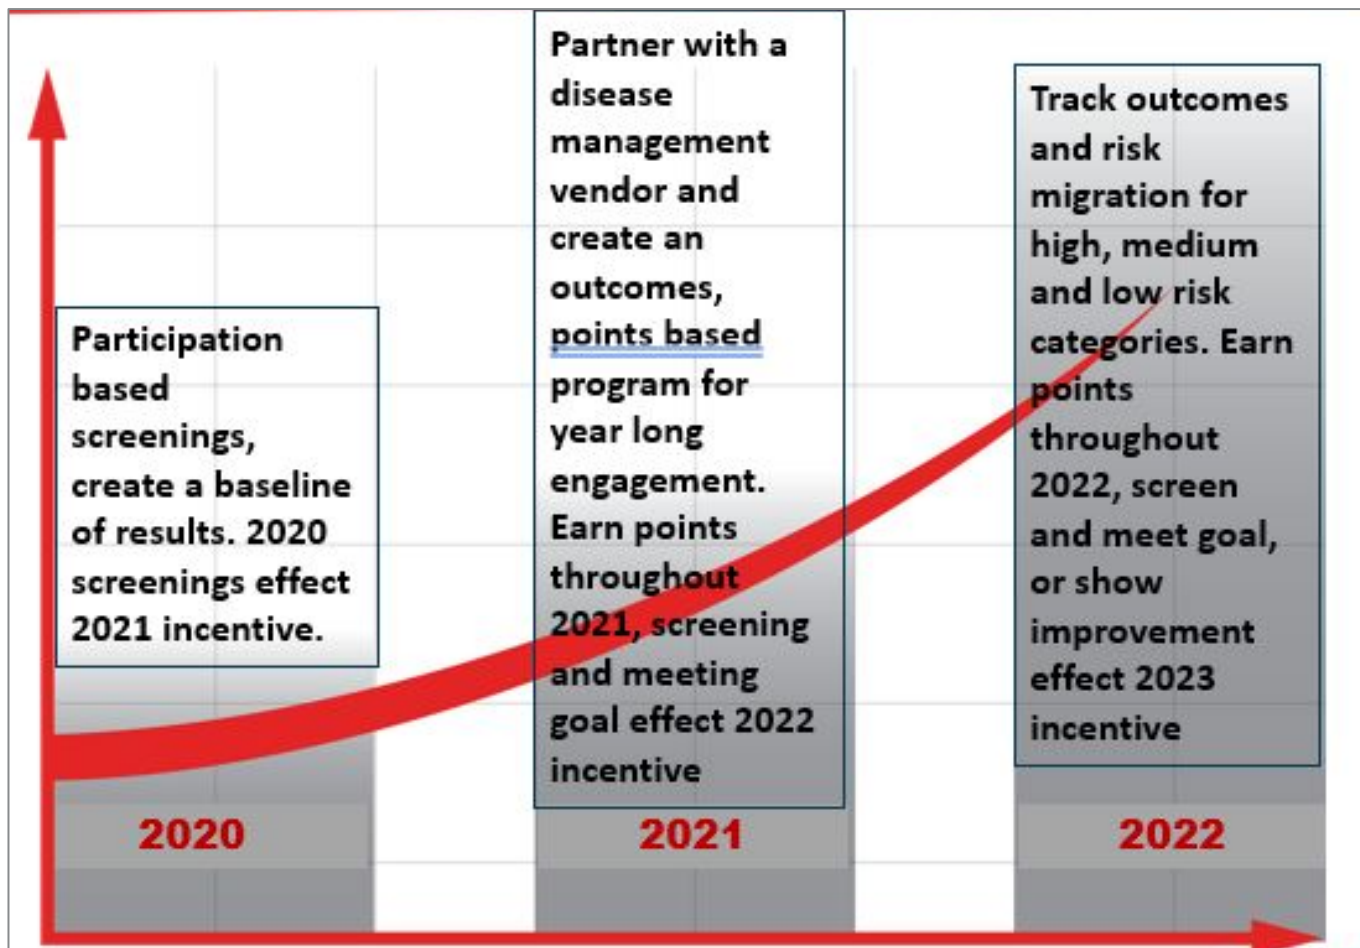 Participation
based
screenings,
create a baseline
of results. 2020
screenings effect
2021 incentive.
2020
Partner with a
disease
management
vendor and
create an
outcomes,
points based
program for
year long
engagement.
Earn points
throughout
2021, screening
and meeting
goal effect 2022
incentive
2021
Track outcomes
and risk
migration for
high, medium
and low risk
categories. Earn
points
throughout
2022, screen
and meet goal,
or show
improvement
effect 2023
incentive
2022